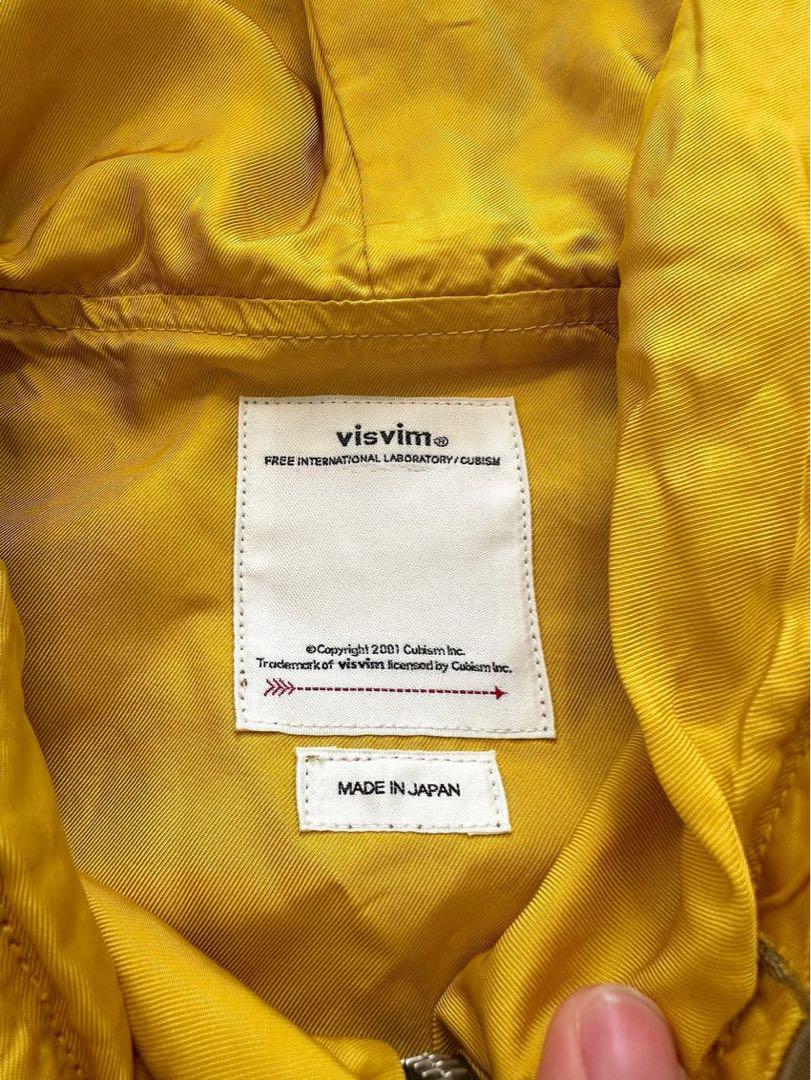 visvim®
FREE INTERNATIONAL LABORATORY/CUBISM
©Copyright 2001 Cubism Inc.
Trademark of visvim licensed by Cubism Inc.
MADE IN JAPAN